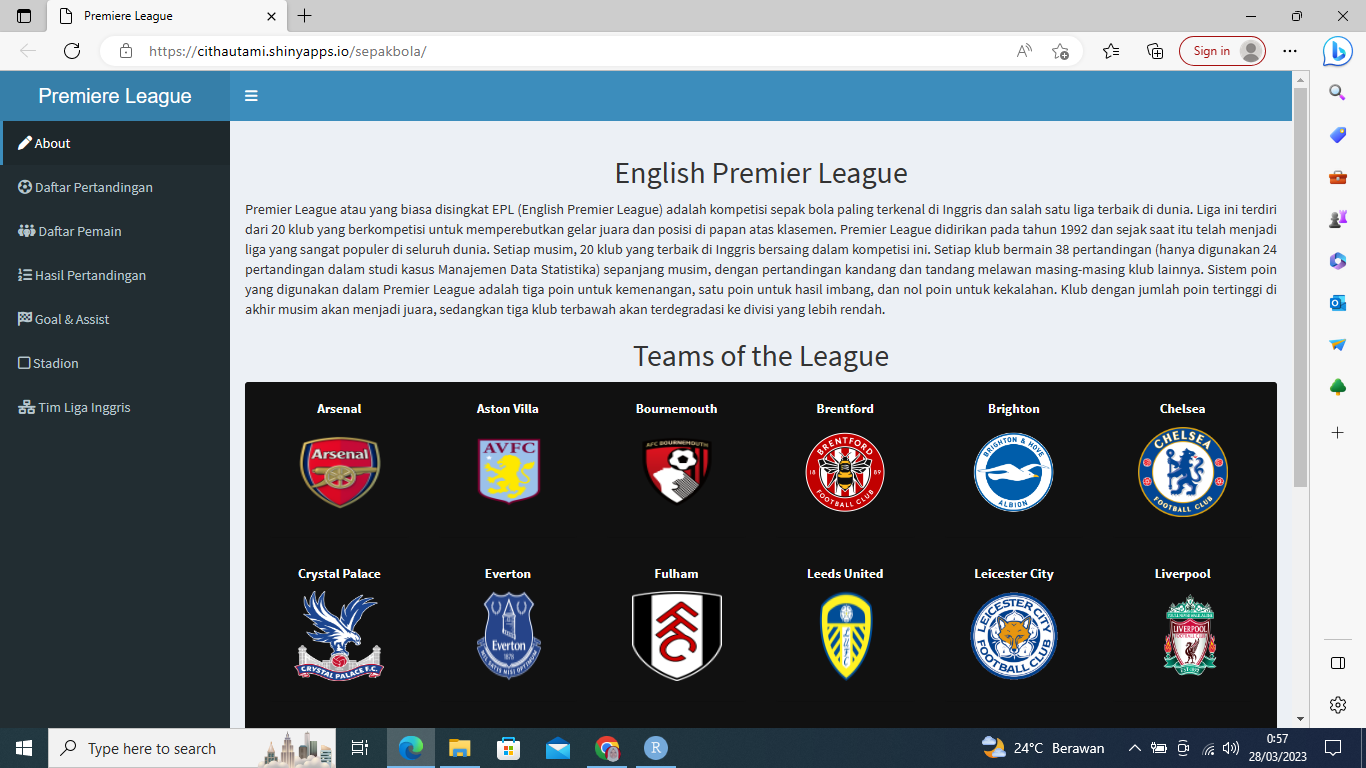 Premiere League
https://cithautami.shinyapps.io/sepakbola/
Sign in
Premiere League
About
Daftar Pertandingan
Daftar Pemain
Hasil Pertandingan
Goal & Assist
Stadion
Tim Liga Inggris
English Premier League
Premier League atau yang biasa disingkat EPL (English Premier League) adalah kompetisi sepak bola paling terkenal di Inggris dan salah satu liga terbaik di dunia. Liga ini terdiri
dari 20 klub yang berkompetisi untuk memperebutkan gelar juara dan posisi di papan atas klasemen. Premier League didirikan pada tahun 1992 dan sejak saat itu telah menjadi
liga yang sangat populer di seluruh dunia. Setiap musim, 20 klub yang terbaik di Inggris bersaing dalam kompetisi ini. Setiap klub bermain 38 pertandingan (hanya digunakan 24
pertandingan dalam studi kasus Manajemen Data Statistika) sepanjang musim, dengan pertandingan kandang dan tandang melawan masing-masing klub lainnya. Sistem poin
yang digunakan dalam Premier League adalah tiga poin untuk kemenangan, satu poin untuk hasil imbang, dan nol poin untuk kekalahan. Klub dengan jumlah poin tertinggi di
akhir musim akan menjadi juara, sedangkan tiga klub terbawah akan terdegradasi ke divisi yang lebih rendah.
Teams of the League
Arsenal Aston Villa Bournemouth Brentford Brighton Chelsea
Arsenal
AVFC
AFC BOURNEMOUTH
BRENTFORD
18 89
FOOTBALL CLUB
BRIGHTON & HOVE
ALBION
CHELSEA
FOOTBALL CLUB
Crystal Palace Everton Fulham Leeds United Leicester City Liverpool
CRYSTAL PALACE F.C.
Everton
1878
NIL SATIS NISI OPTIMUM
FFC
LUFC
LEICESTER CITY
FOOTBALL CLUB
YOU'LL NEVER WALK ALONE
LIVERPOOL
FOOTBALL CLUB
EST·1892
Type here to search
24°C Berawan
0:57
28/03/2023